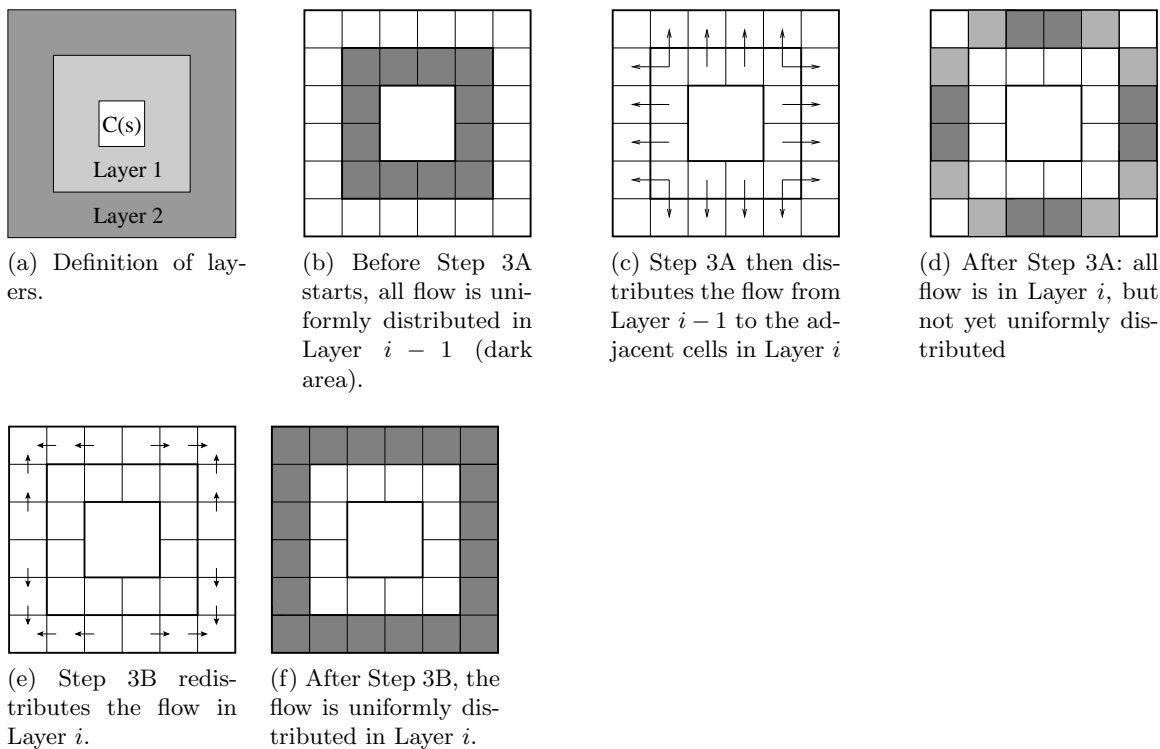 C(s)
Layer 1
Layer 2
(a) Definition of lay-
ers.
(b) Before Step 3A
starts, all flow is uni-
formly distributed in
Layer i − 1 (dark
area).
(c) Step 3A then dis-
tributes the flow from
Layer i − 1 to the ad-
jacent cells in Layer i
(d) After Step 3A: all
flow is in Layer i, but
not yet uniformly dis-
tributed
(e) Step 3B redis-
tributes the flow in
Layer i.
(f) After Step 3B, the
flow is uniformly dis-
tributed in Layer i.